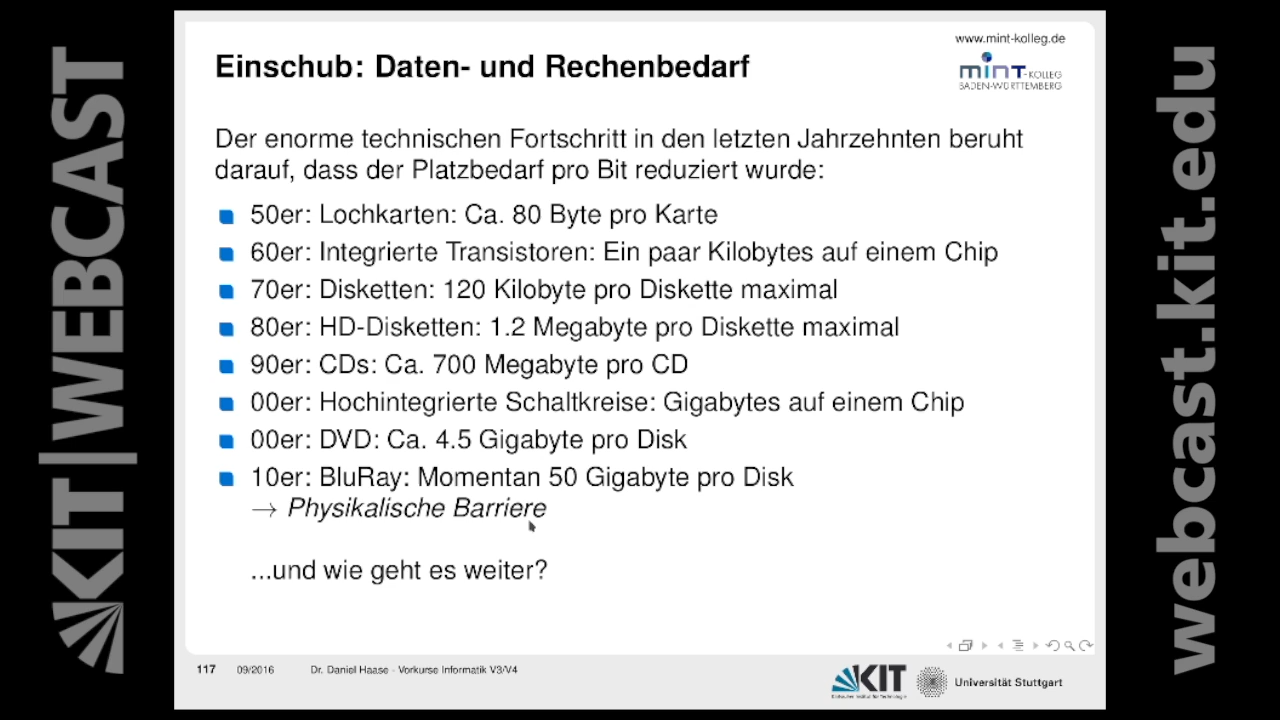 KIT | WEBCAST
www.mint-kolleg.de
Einschub: Daten- und Rechenbedarf
mint-KOLLEG
BADEN-WÜRTTEMBERG
Der enorme technischen Fortschritt in den letzten Jahrzehnten beruht
darauf, dass der Platzbedarf pro Bit reduziert wurde:
50er: Lochkarten: Ca. 80 Byte pro Karte
60er: Integrierte Transistoren: Ein paar Kilobytes auf einem Chip
70er: Disketten: 120 Kilobyte pro Diskette maximal
80er: HD-Disketten: 1.2 Megabyte pro Diskette maximal
90er: CDs: Ca. 700 Megabyte pro CD
00er: Hochintegrierte Schaltkreise: Gigabytes auf einem Chip
00er: DVD: Ca. 4.5 Gigabyte pro Disk
10er: BluRay: Momentan 50 Gigabyte pro Disk
→ Physikalische Barriere
...und wie geht es weiter?
117 09/2016 Dr. Daniel Haase - Vorkurse Informatik V3/V4
KIT
Karlsruher Institut für Technologie
Universität Stuttgart
webcast.kit.edu